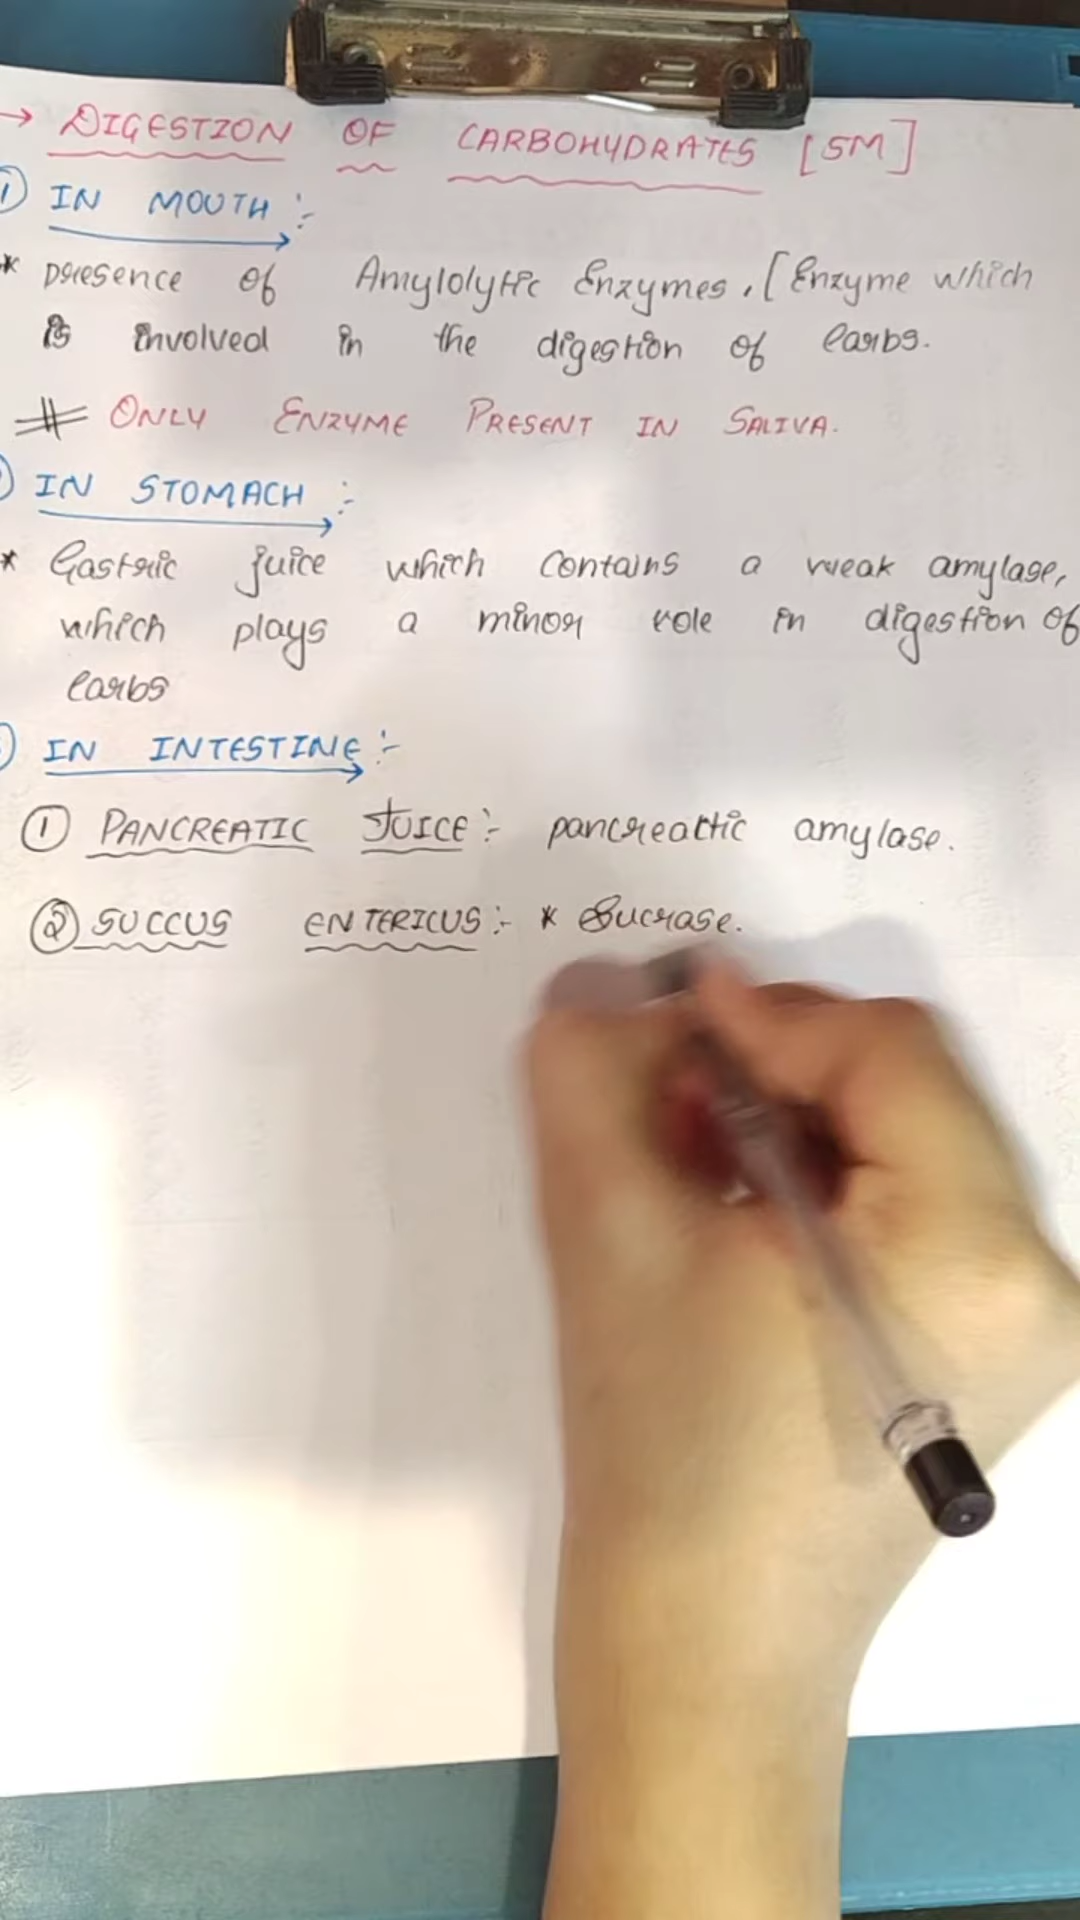 → DIGESTION OF CARBOHYDRATES [5M]
① IN MOUTH :-
* presence of Amylolytic Enzymes. [Enzyme which
is involved in the digestion of carbs.
# ONLY ENZYME PRESENT IN SALIVA.
IN STOMACH :-
* Gastric juice which contains a weak amylase,
which plays a minor role in digestion of
carbs
IN INTESTINE :-
① PANCREATIC JUICE :- pancreattic amylase.
② SUCCUS ENTERICUS :- * Sucrase.